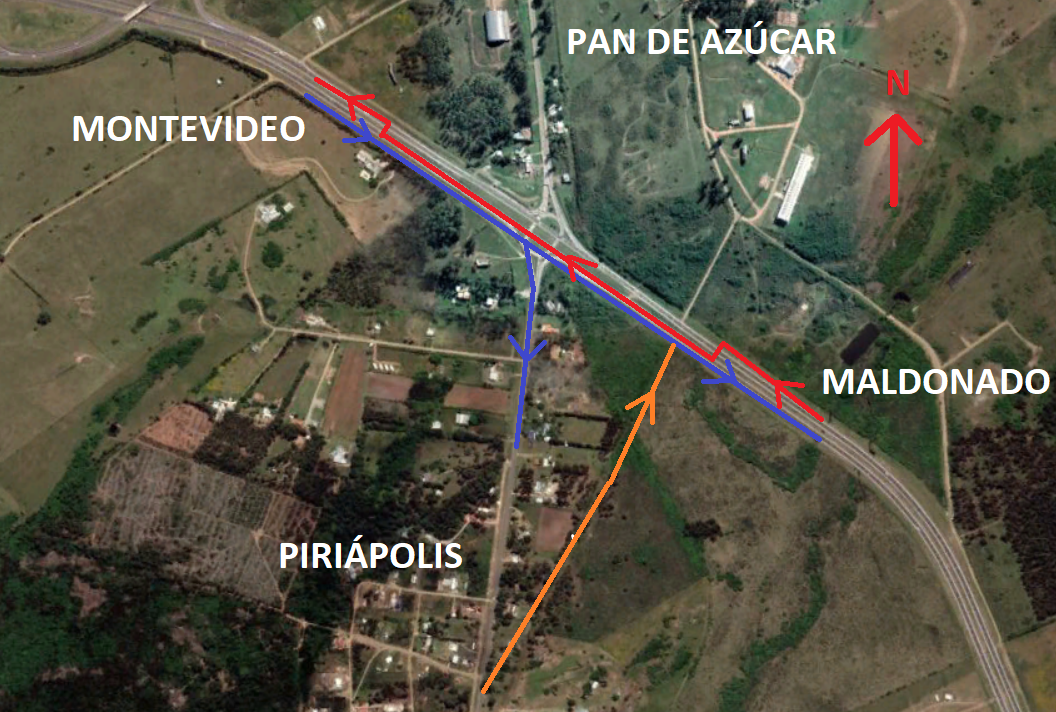 PAN DE AZÚCAR
N
MONTEVIDEO
MALDONADO
PIRIÁPOLIS